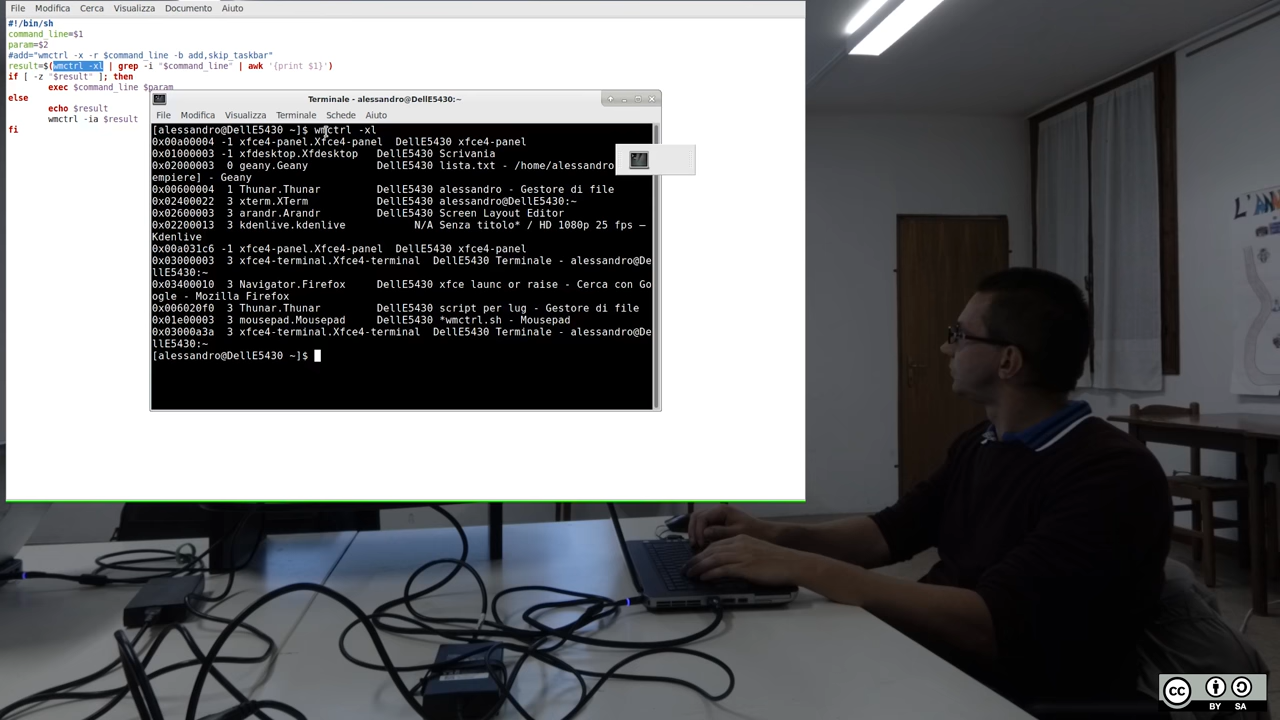 File Modifica Cerca Visualizza Documento Aiuto
#!/bin/sh
command_line=$1
param=$2
#add="wmctrl -x -r $command_line -b add,skip_taskbar"
result=$(wmctrl -xl | grep -i "$command_line" | awk '{print $1}')
if [ -z "$result" ]; then
exec $command_line $param
else
echo $result
wmctrl -ia $result
fi
Terminale - alessandro@DellE5430:~
File Modifica Visualizza Terminale Schede Aiuto
[alessandro@DellE5430 ~]$ wmctrl -xl
0x00a00004 -1 xfce4-panel.Xfce4-panel DellE5430 xfce4-panel
0x01000003 -1 xfdesktop.Xfdesktop DellE5430 Scrivania
0x02000003 0 geany.Geany DellE5430 lista.txt - /home/alessandro
empiere] - Geany
0x00600004 1 Thunar.Thunar DellE5430 alessandro - Gestore di file
0x02400022 3 xterm.XTerm DellE5430 alessandro@DellE5430:~
0x02600003 3 arandr.Arandr DellE5430 Screen Layout Editor
0x02200013 3 kdenlive.kdenlive N/A Senza titolo* / HD 1080p 25 fps –
Kdenlive
0x00a031c6 -1 xfce4-panel.Xfce4-panel DellE5430 xfce4-panel
0x03000003 3 xfce4-terminal.Xfce4-terminal DellE5430 Terminale - alessandro@De
llE5430:~
0x03400010 3 Navigator.Firefox DellE5430 xfce launc or raise - Cerca con Go
ogle - Mozilla Firefox
0x006020f0 3 Thunar.Thunar DellE5430 script per lug - Gestore di file
0x01e00003 3 mousepad.Mousepad DellE5430 *wmctrl.sh - Mousepad
0x03000a3a 3 xfce4-terminal.Xfce4-terminal DellE5430 Terminale - alessandro@De
llE5430:~
[alessandro@DellE5430 ~]$
cc BY SA